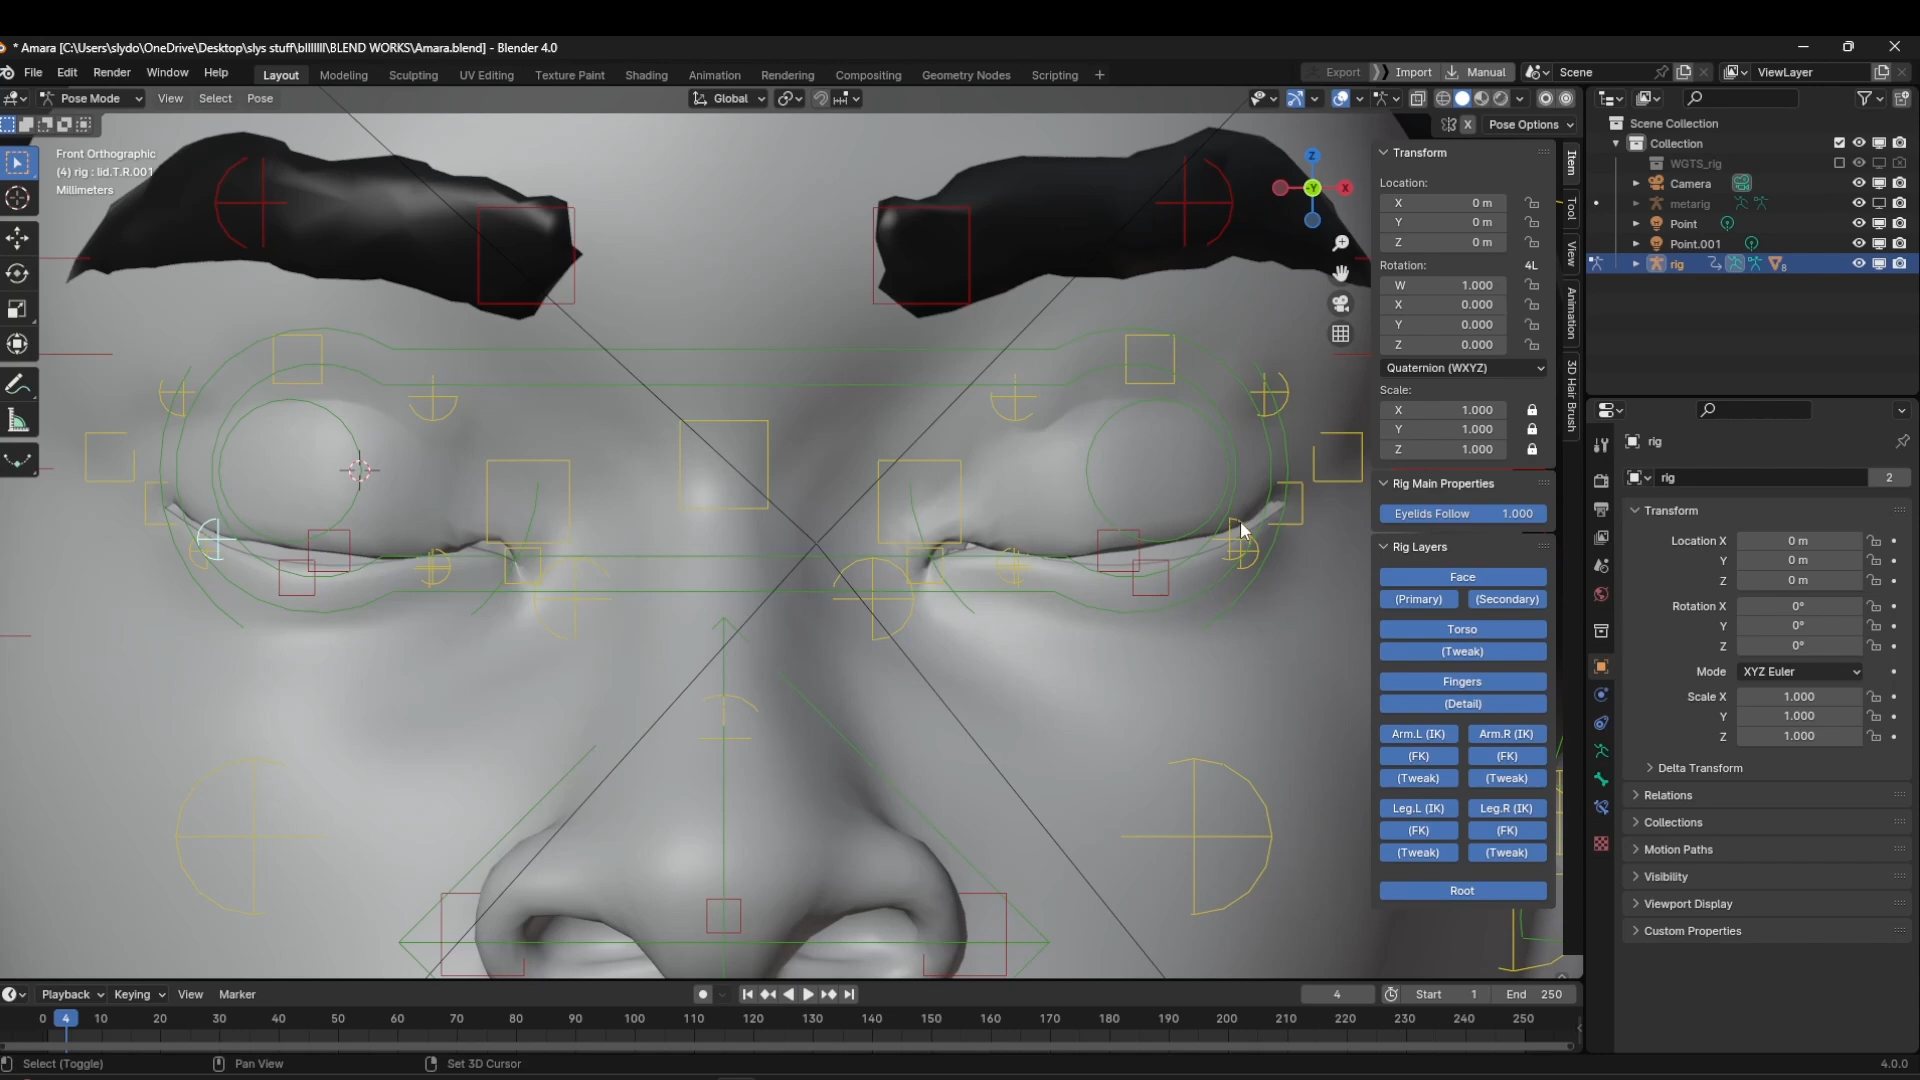 * Amara [C:\Users\slydo\OneDrive\Desktop\slys stuff\bllllllll\BLEND WORKS\Amara.blend] - Blender 4.0
File Edit Render Window Help Layout Modeling Sculpting UV Editing Texture Paint Shading Animation Rendering Compositing Geometry Nodes Scripting + Export Import Manual Scene ViewLayer
Pose Mode View Select Pose Global
X Pose Options
Front Orthographic
(4) rig : lid.T.R.001
Millimeters
Z
-Y
X
Transform
Location:
X 0 m
Y 0 m
Z 0 m
Rotation: 4L
W 1.000
X 0.000
Y 0.000
Z 0.000
Quaternion (WXYZ)
Scale:
X 1.000
Y 1.000
Z 1.000
Rig Main Properties
Eyelids Follow 1.000
Rig Layers
Face
(Primary) (Secondary)
Torso
(Tweak)
Fingers
(Detail)
Arm.L (IK) Arm.R (IK)
(FK) (FK)
(Tweak) (Tweak)
Leg.L (IK) Leg.R (IK)
(FK) (FK)
(Tweak) (Tweak)
Root
Item
Tool
View
Animation
3D Hair Brush
Scene Collection
Collection
WGTS_rig
Camera
metarig
Point
Point.001
rig 8
rig
rig 2
Transform
Location X 0 m
Y 0 m
Z 0 m
Rotation X 0°
Y 0°
Z 0°
Mode XYZ Euler
Scale X 1.000
Y 1.000
Z 1.000
Delta Transform
Relations
Collections
Motion Paths
Visibility
Viewport Display
Custom Properties
Playback Keying View Marker 4 Start 1 End 250
0 4 10 20 30 40 50 60 70 80 90 100 110 120 130 140 150 160 170 180 190 200 210 220 230 240 250
Select (Toggle) Pan View Set 3D Cursor 4.0.0